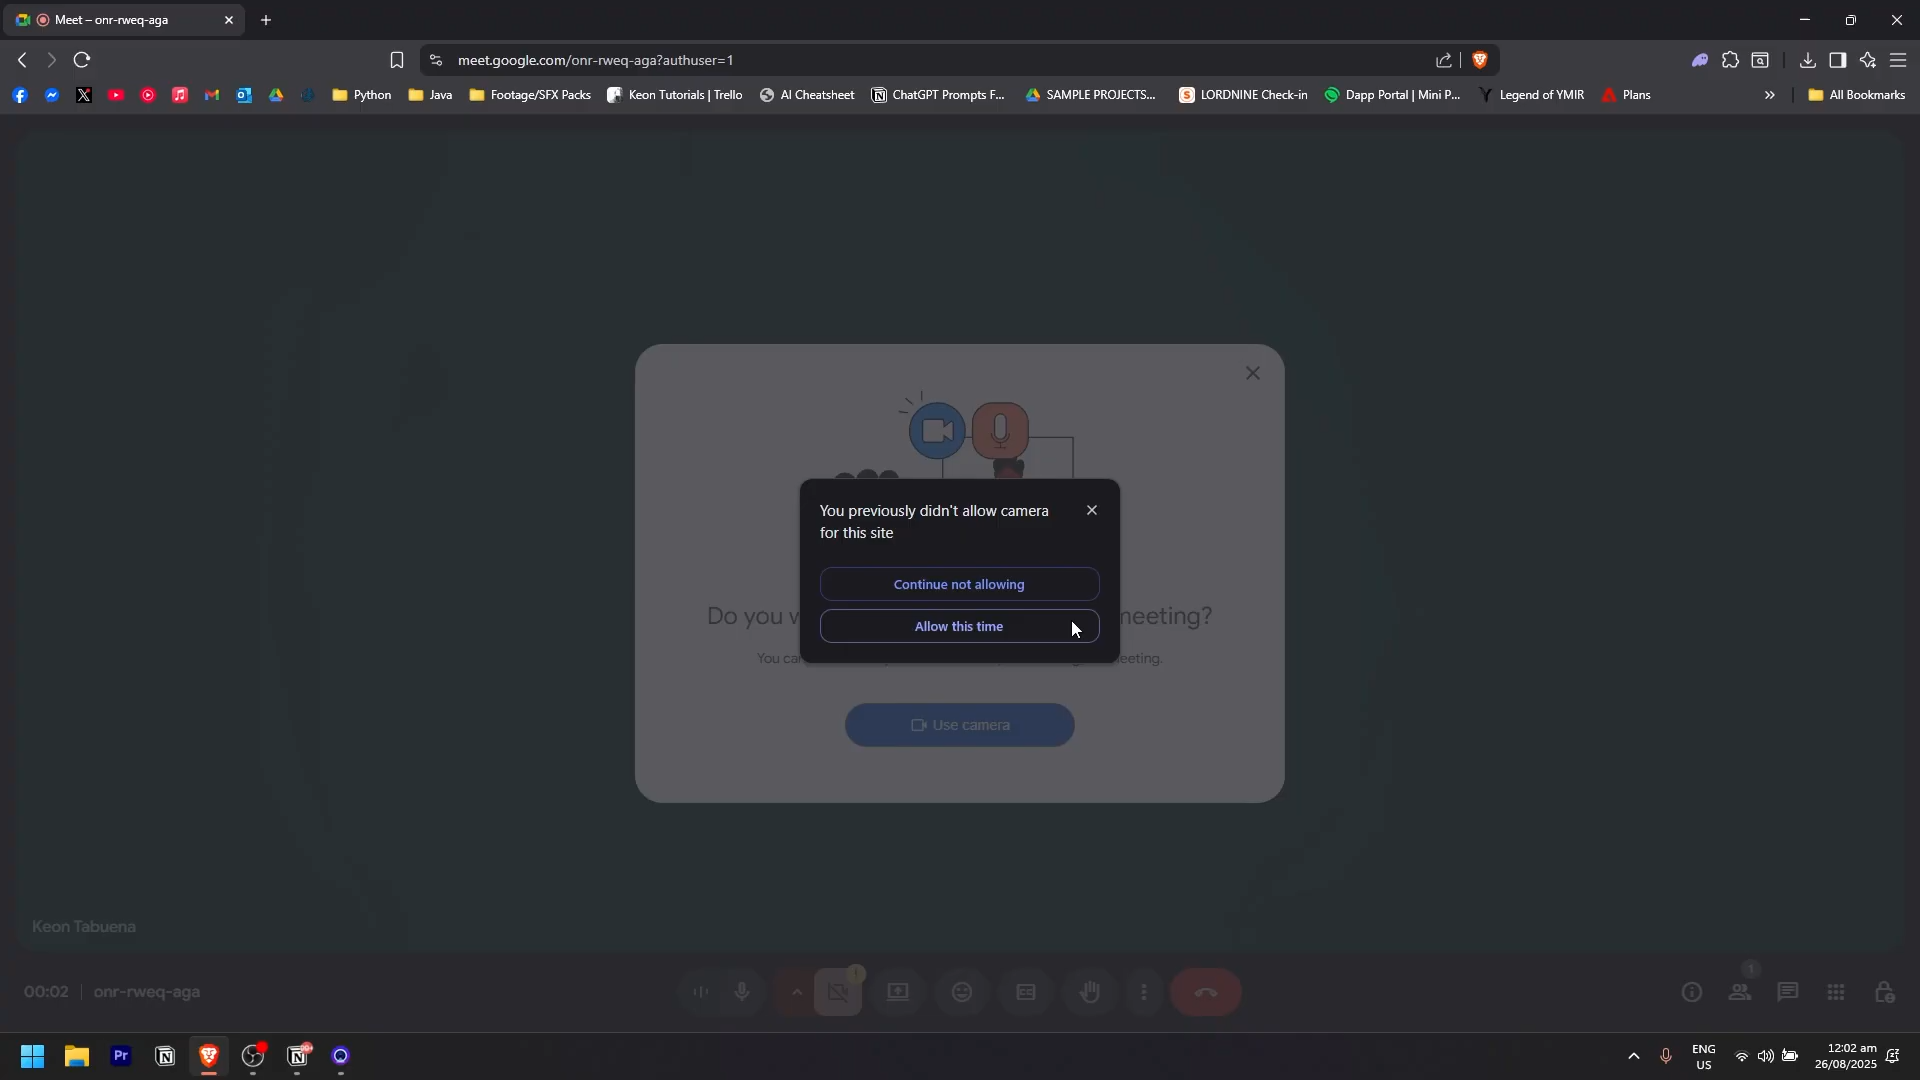 Meet – onr-rweq-aga
meet.google.com/onr-rweq-aga?authuser=1
Python
Java
Footage/SFX Packs
Keon Tutorials | Trello
AI Cheatsheet
ChatGPT Prompts F...
SAMPLE PROJECTS...
LORDNINE Check-in
Dapp Portal | Mini P...
Legend of YMIR
Plans
All Bookmarks
You previously didn't allow camera
for this site
Continue not allowing
Do you
meeting?
Allow this time
You
meeting.
Use camera
Keon Tabuena
00:02
onr-rweq-aga
1
Pr
ENG
US
12:02 am
26/08/2025